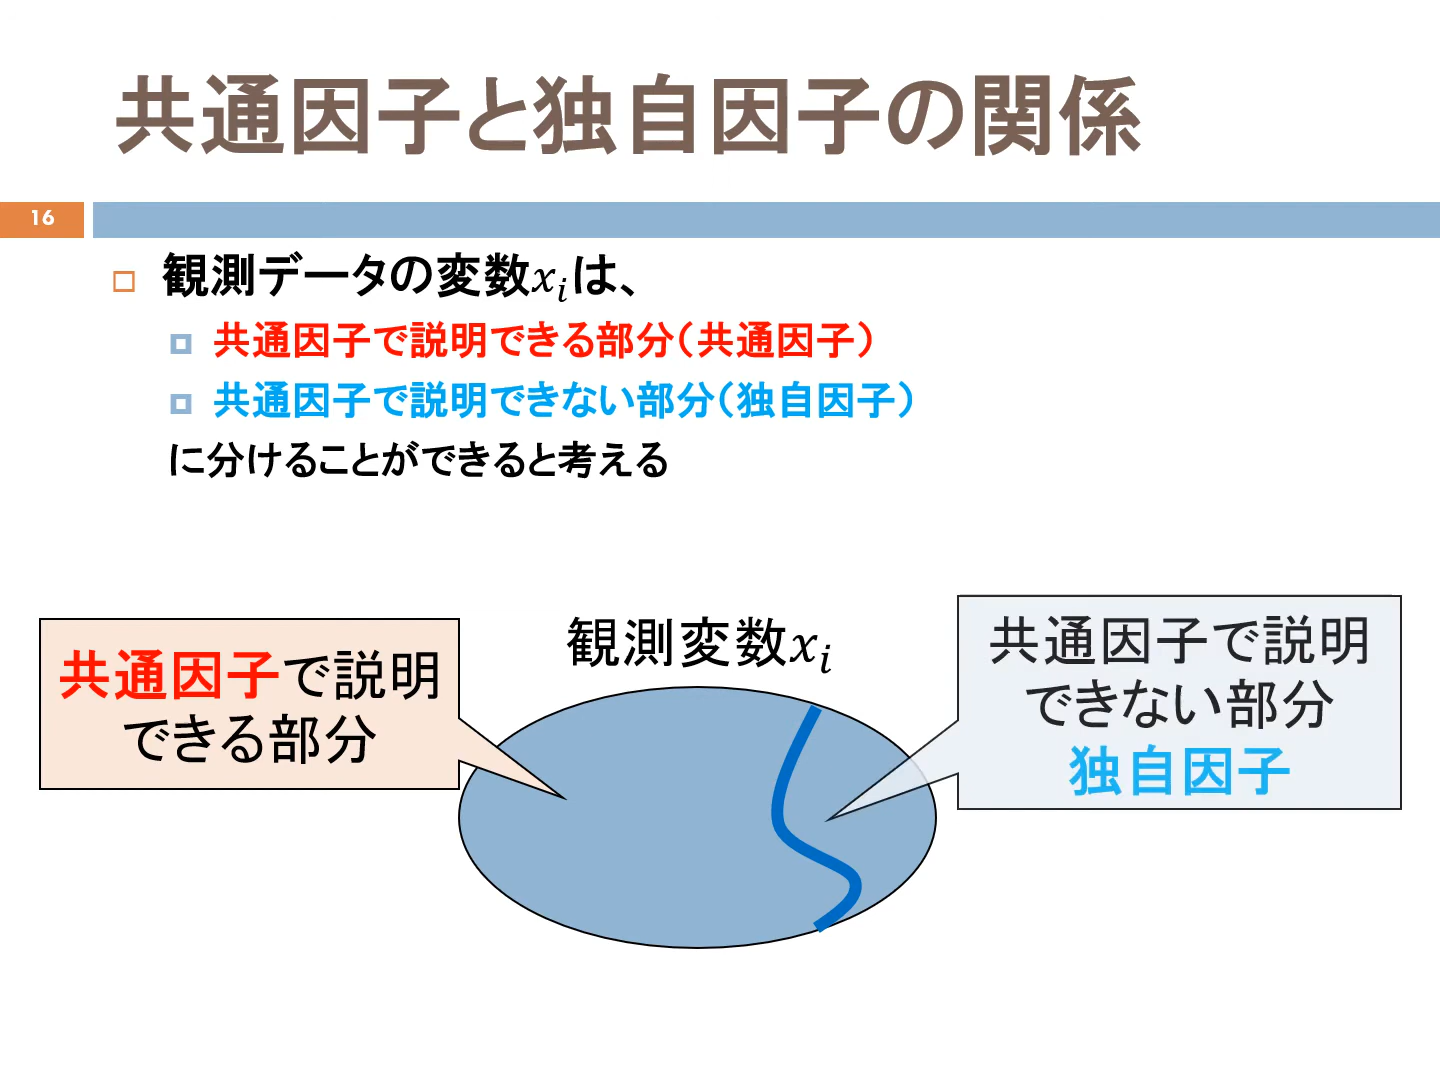 共通因子と独自因子の関係
16
観測データの変数xiは、
共通因子で説明できる部分（共通因子）
共通因子で説明できない部分（独自因子）
に分けることができると考える
観測変数xi
共通因子で説明
できる部分
共通因子で説明
できない部分
独自因子